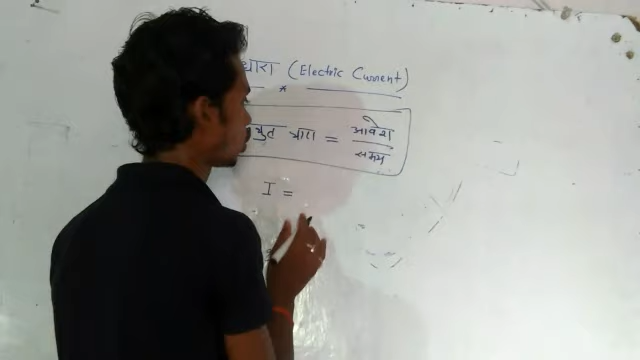 धारा (Electric Current)
धारा = आवेश / समय
I =